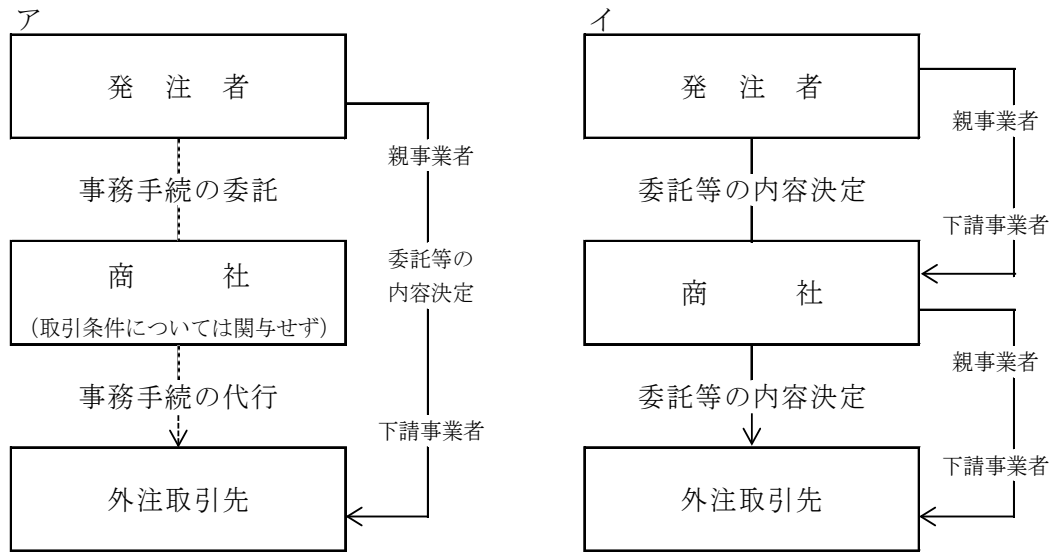 ア
発 注 者
親事業者
事務手続の委託
委託等の
内容決定
商 社
(取引条件については関与せず)
事務手続の代行
下請事業者
外注取引先
イ
発 注 者
親事業者
委託等の内容決定
下請事業者
商 社
親事業者
委託等の内容決定
下請事業者
外注取引先